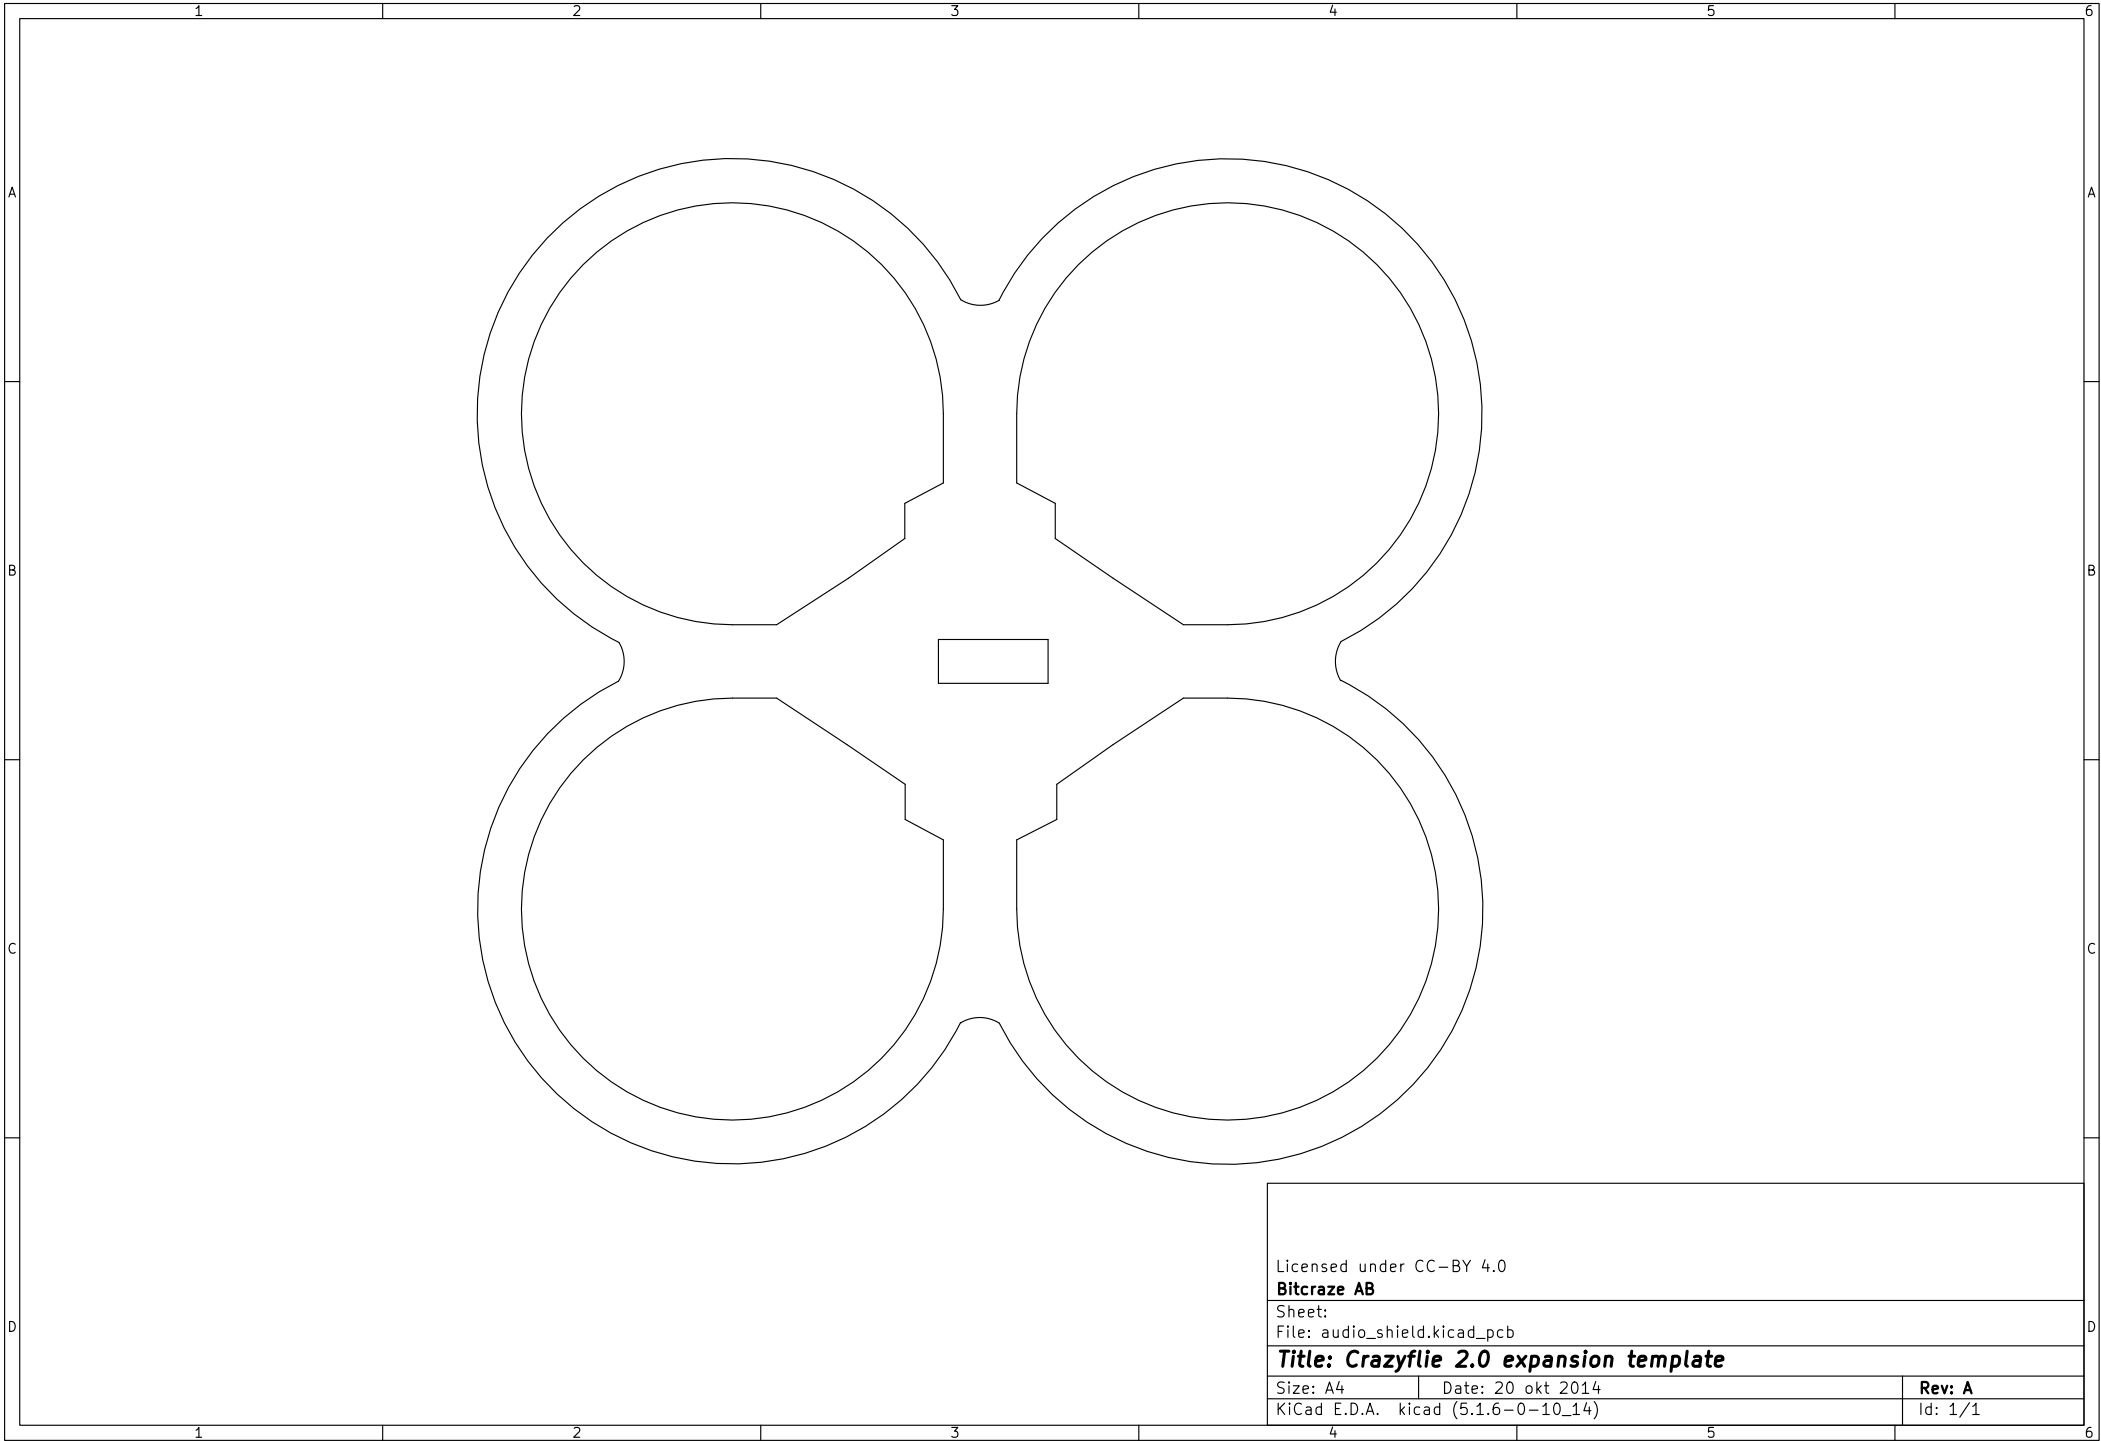 1 2 3 4 5 6
A A
B B
C C
Licensed under CC-BY 4.0
Bitcraze AB
Sheet:
File: audio_shield.kicad_pcb
D D
Title: Crazyflie 2.0 expansion template
Size: A4 Date: 20 okt 2014 Rev: A
KiCad E.D.A. kicad (5.1.6-0-10_14) Id: 1/1
1 2 3 4 5 6